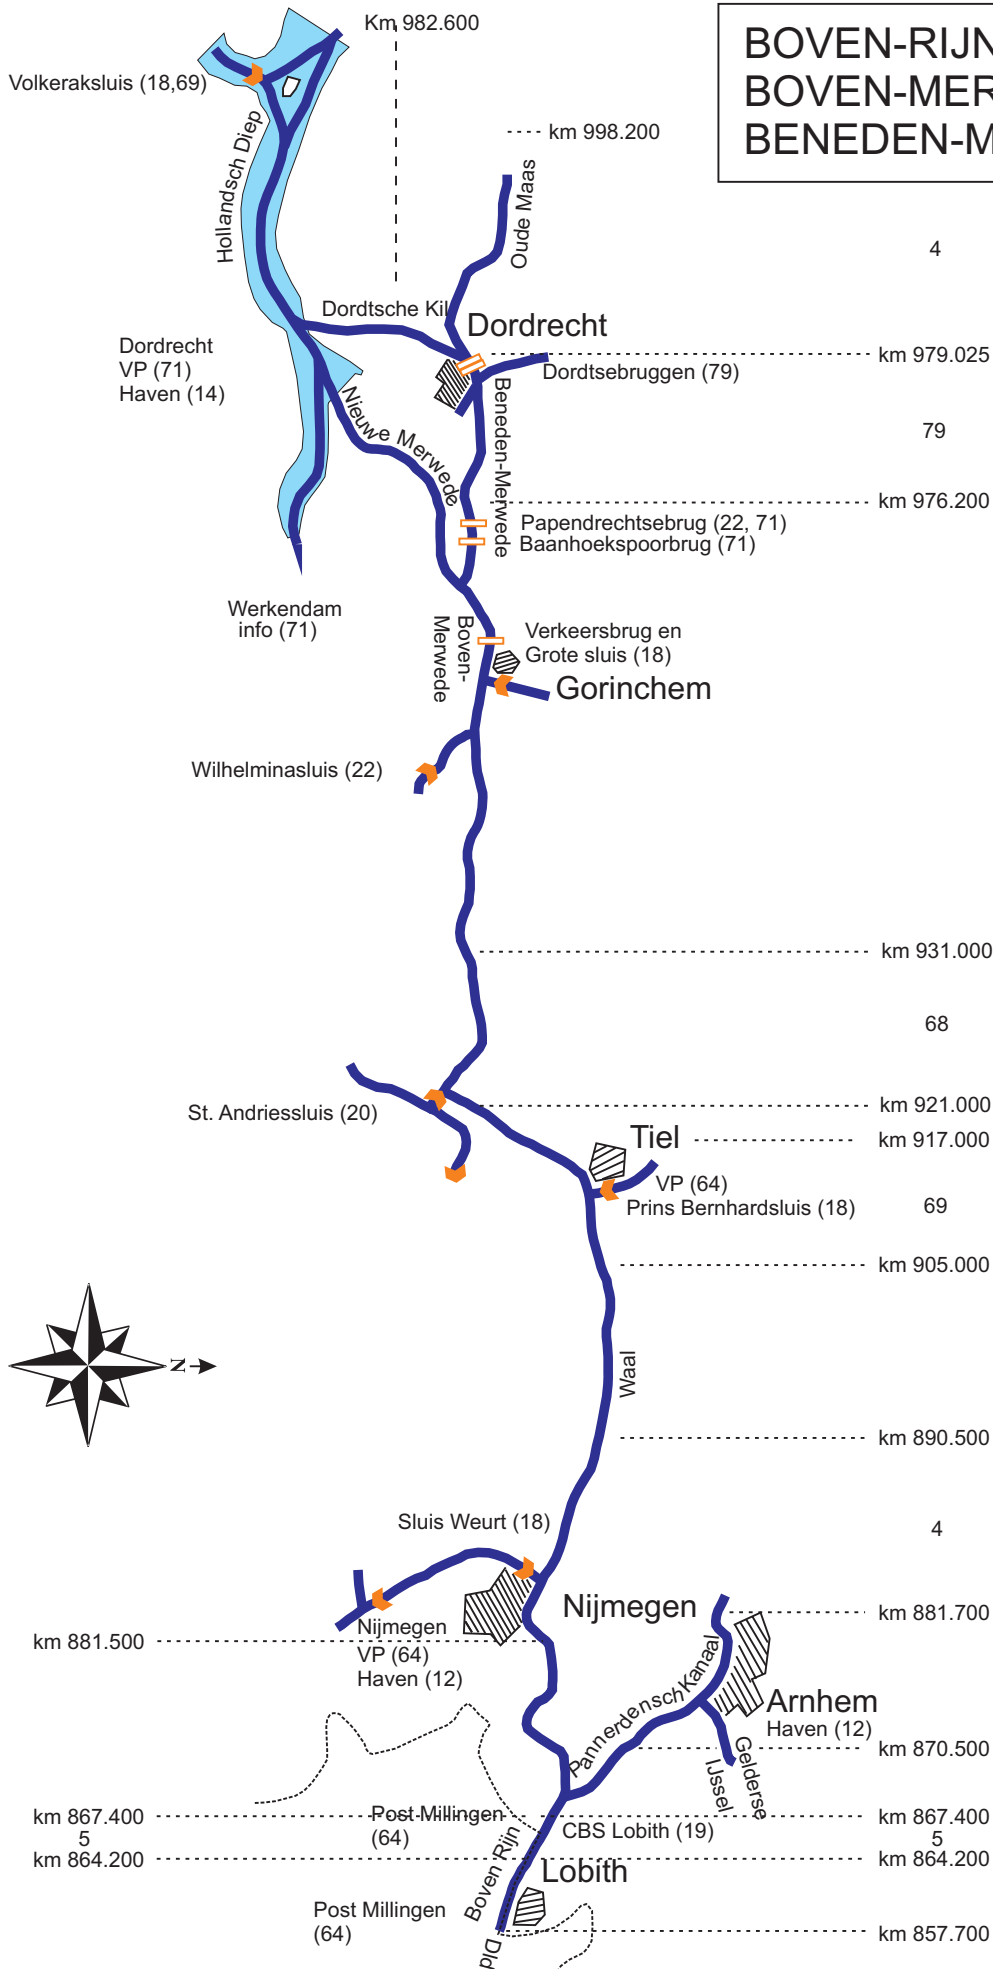 Km 982.600
BOVEN-RIJN
BOVEN-MER
BENEDEN-M
Volkeraksluis (18,69)
km 998.200
Hollandsch Diep
Oude Maas
4
Dordtsche Kil
Dordrecht
Dordrecht
VP (71)
Haven (14)
km 979.025
Dordtsebruggen (79)
Nieuwe Merwede
Beneden-Merwede
79
km 976.200
Papendrechtsebrug (22, 71)
Baanhoekspoorbrug (71)
Werkendam
info (71)
Boven-
Merwede
Verkeersbrug en
Grote sluis (18)
Gorinchem
Wilhelminasluis (22)
km 931.000
68
St. Andriessluis (20)
km 921.000
Tiel
km 917.000
VP (64)
Prins Bernhardsluis (18)
69
km 905.000
N
Waal
km 890.500
Sluis Weurt (18)
4
Nijmegen
km 881.700
Nijmegen
VP (64)
Haven (12)
km 881.500
Pannerdensch Kanaal
Arnhem
Haven (12)
Gelderse
IJssel
km 870.500
km 867.400
5
km 864.200
Post Millingen
(64)
CBS Lobith (19)
km 867.400
5
km 864.200
Boven Rijn
Lobith
Post Millingen
(64)
km 857.700
Dld